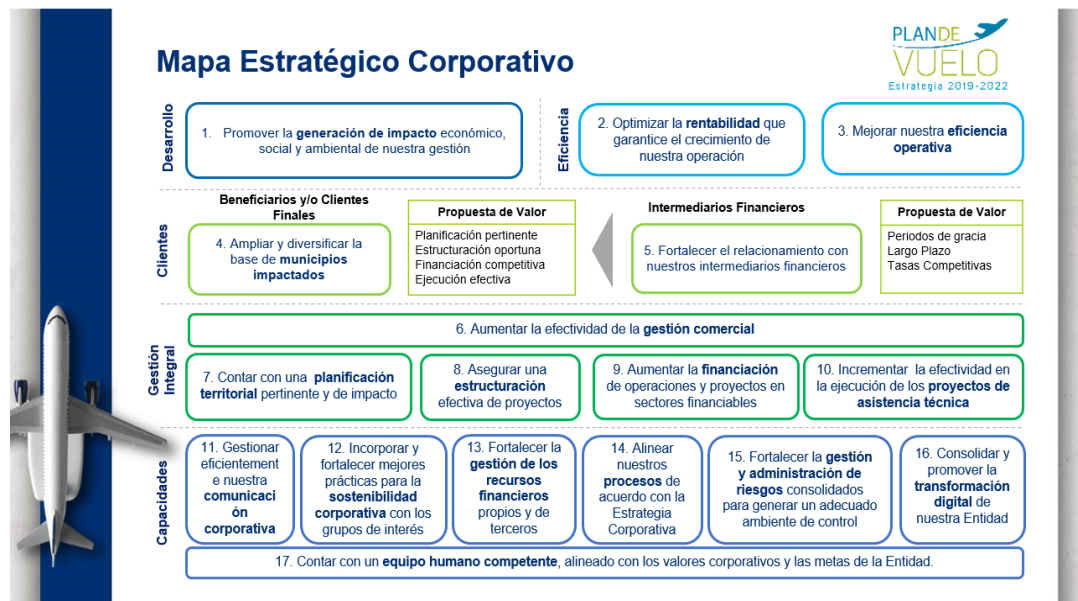 PLANDE
VUELO
Estrategia 2019-2022
Mapa Estratégico Corporativo
Desarrollo
1. Promover la generación de impacto económico,
social y ambiental de nuestra gestión
Eficiencia
2. Optimizar la rentabilidad que
garantice el crecimiento de
nuestra operación
3. Mejorar nuestra eficiencia
operativa
Clientes
Beneficiarios y/o Clientes
Finales
4. Ampliar y diversificar la
base de municipios
impactados
Propuesta de Valor
Planificación pertinente
Estructuración oportuna
Financiación competitiva
Ejecución efectiva
Intermediarios Financieros
5. Fortalecer el relacionamiento con
nuestros intermediarios financieros
Propuesta de Valor
Periodos de gracia
Largo Plazo
Tasas Competitivas
Gestión
Integral
6. Aumentar la efectividad de la gestión comercial
7. Contar con una planificación
territorial pertinente y de impacto
8. Asegurar una
estructuración
efectiva de proyectos
9. Aumentar la financiación
de operaciones y proyectos en
sectores financiables
10. Incrementar la efectividad en
la ejecución de los proyectos de
asistencia técnica
Capacidades
11. Gestionar
eficientement
e nuestra
comunicaci
ón
corporativa
12. Incorporar y
fortalecer mejores
prácticas para la
sostenibilidad
corporativa con los
grupos de interés
13. Fortalecer la
gestión de los
recursos
financieros
propios y de
terceros
14. Alinear
nuestros
procesos de
acuerdo con la
Estrategia
Corporativa
15. Fortalecer la gestión
y administración de
riesgos consolidados
para generar un adecuado
ambiente de control
16. Consolidar y
promover la
transformación
digital de
nuestra Entidad
17. Contar con un equipo humano competente, alineado con los valores corporativos y las metas de la Entidad.